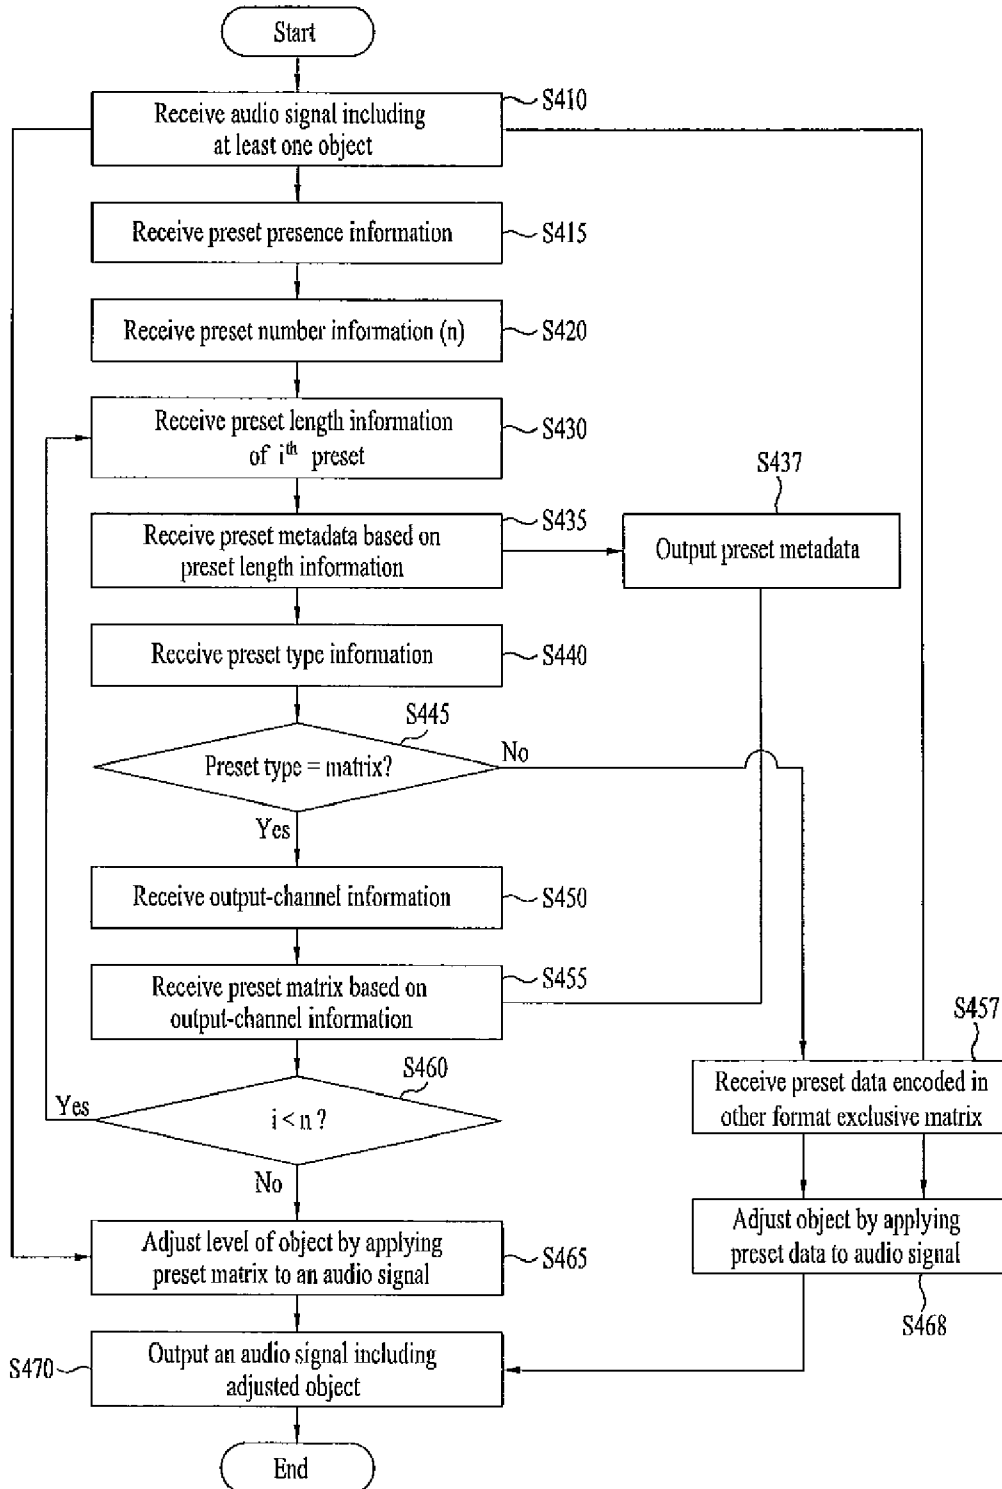 Start
Receive audio signal including
at least one object
S410
Receive preset presence information
S415
Receive preset number information (n)
S420
Receive preset length information
of i^th preset
S430
Receive preset metadata based on
preset length information
S435
Output preset metadata
S437
Receive preset type information
S440
Preset type = matrix?
S445
No
Yes
Receive output-channel information
S450
Receive preset matrix based on
output-channel information
S455
S457
Receive preset data encoded in
other format exclusive matrix
i < n ?
S460
Yes
No
Adjust level of object by applying
preset matrix to an audio signal
S465
Adjust object by applying
preset data to audio signal
S468
S470
Output an audio signal including
adjusted object
End